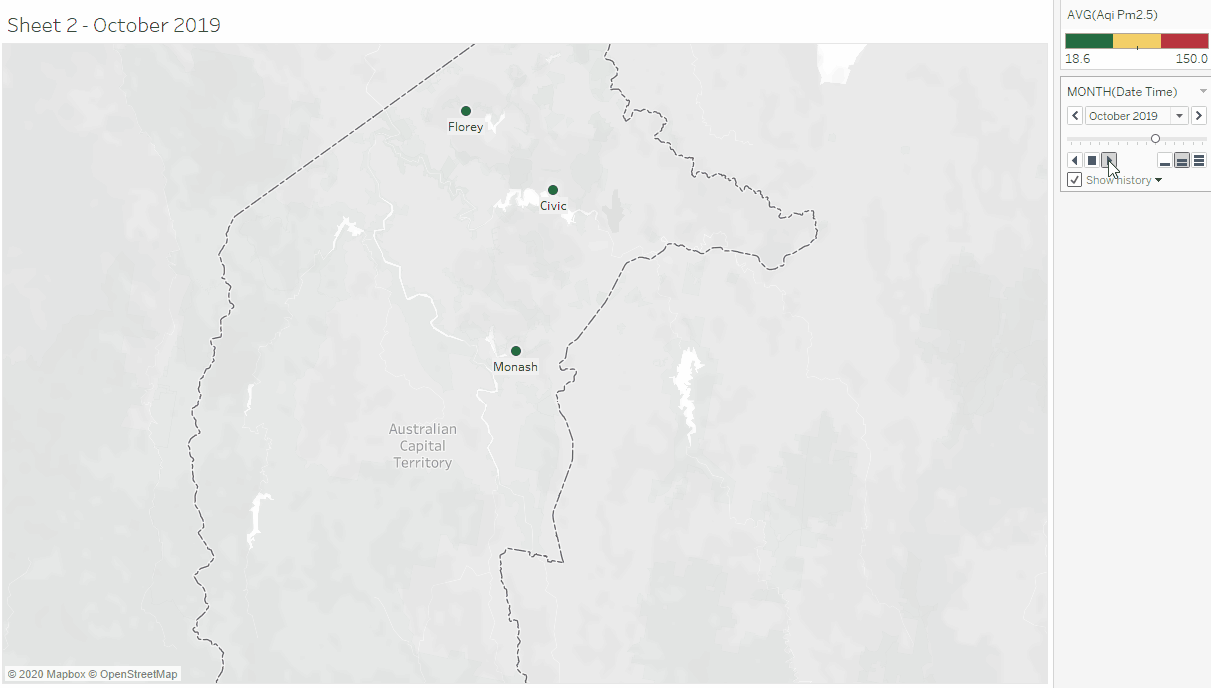 Sheet 2 - October 2019
Florey
Civic
Monash
Australian
Capital
Territory
© 2020 Mapbox © OpenStreetMap
AVG(Aqi Pm2.5)
18.6 150.0
MONTH(Date Time)
October 2019
Show history